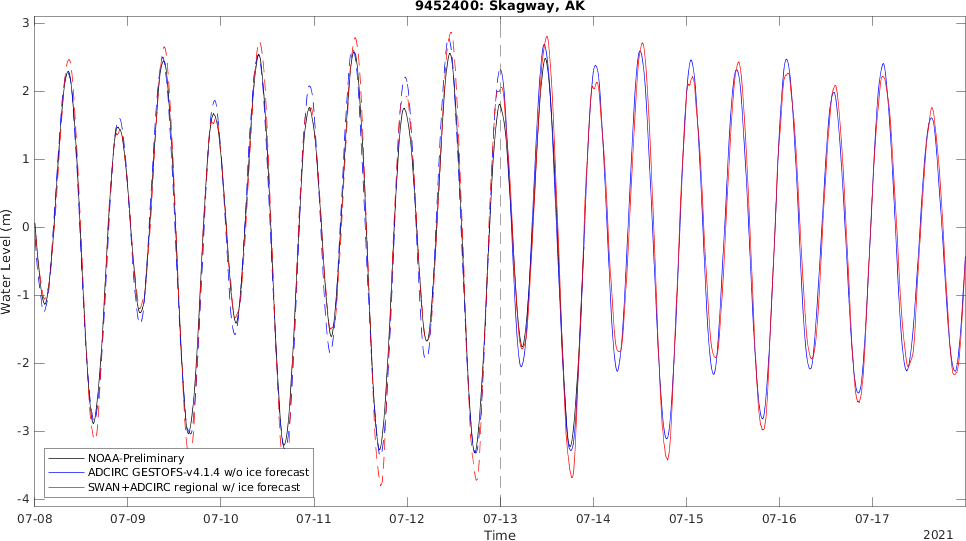 9452400: Skagway, AK
3
2
1
0
-1
-2
-3
-4
Water Level (m)
NOAA-Preliminary
ADCIRC GESTOFS-v4.1.4 w/o ice forecast
SWAN+ADCIRC regional w/ ice forecast
07-08 07-09 07-10 07-11 07-12 07-13 07-14 07-15 07-16 07-17
Time
2021